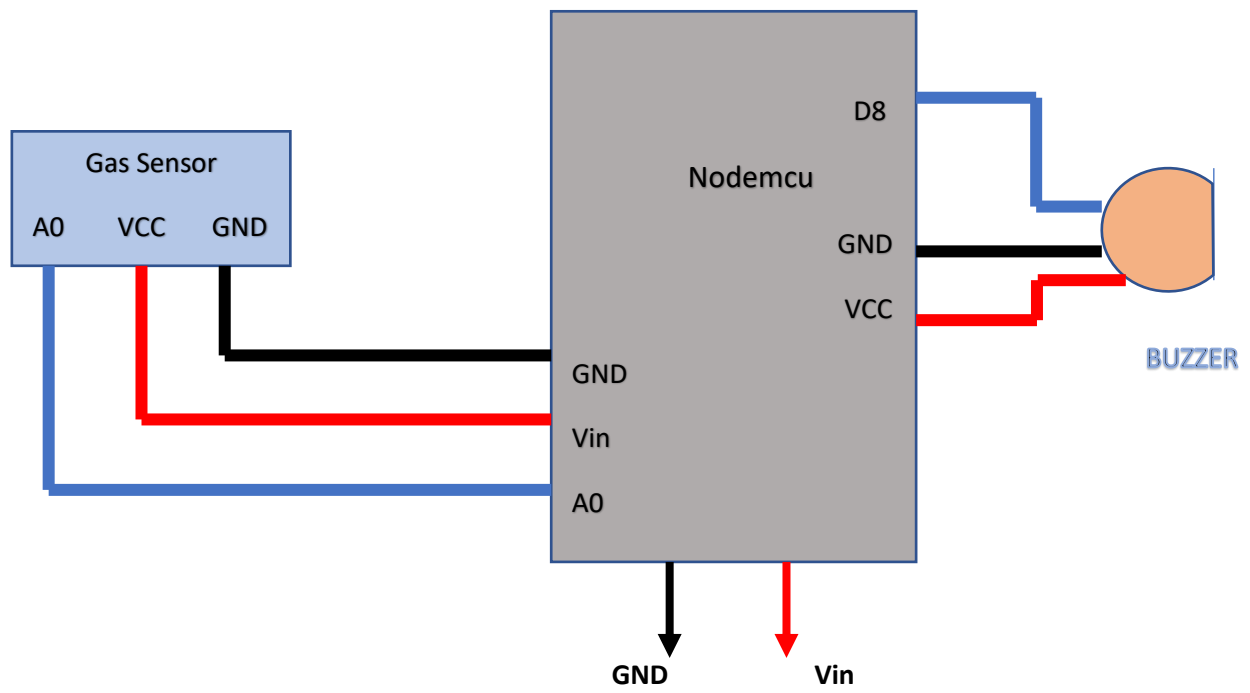 Gas Sensor
A0 VCC GND
Nodemcu
D8
GND
VCC
GND
Vin
A0
BUZZER
GND Vin